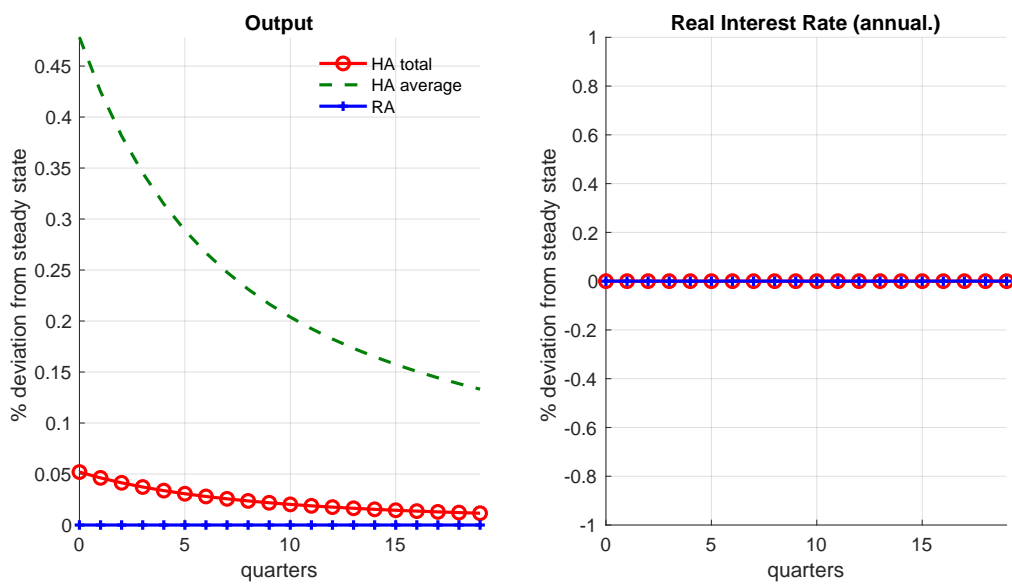 Output
% deviation from steady state
0.45
0.4
0.35
0.3
0.25
0.2
0.15
0.1
0.05
0
HA total
HA average
RA
0 5 10 15
quarters
Real Interest Rate (annual.)
% deviation from steady state
1
0.8
0.6
0.4
0.2
0
-0.2
-0.4
-0.6
-0.8
-1
0 5 10 15
quarters